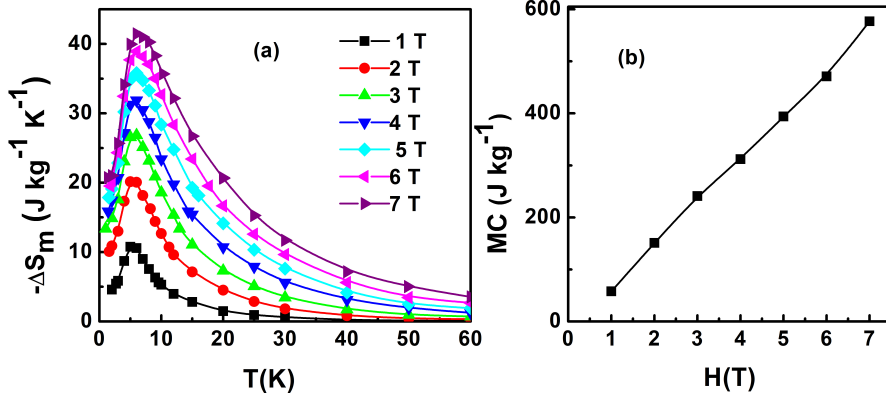 40
30
20
10
0
-ΔSm (J kg-1 K-1)
(a)
1 T
2 T
3 T
4 T
5 T
6 T
7 T
0 10 20 30 40 50 60
T(K)
600
400
200
0
MC (J kg-1)
(b)
0 1 2 3 4 5 6 7
H(T)